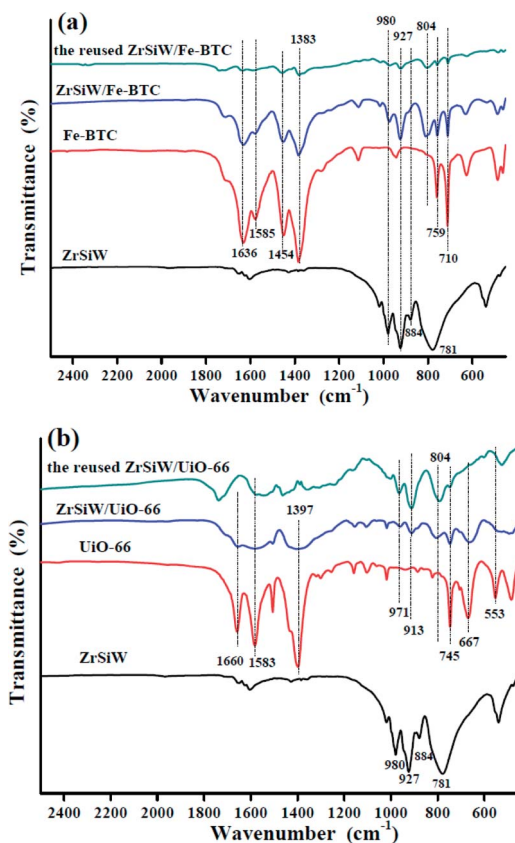 (a)
1383
980
927
804
the reused ZrSiW/Fe-BTC
ZrSiW/Fe-BTC
Fe-BTC
ZrSiW
1636
1585
1454
884
781
759
710
Transmittance (%)
2400 2200 2000 1800 1600 1400 1200 1000 800 600
Wavenumber (cm-1)
(b)
the reused ZrSiW/UiO-66
1397
804
ZrSiW/UiO-66
UiO-66
ZrSiW
1660
1583
971
913
745
667
553
980
927
884
781
Transmittance (%)
2400 2200 2000 1800 1600 1400 1200 1000 800 600
Wavenumber (cm-1)